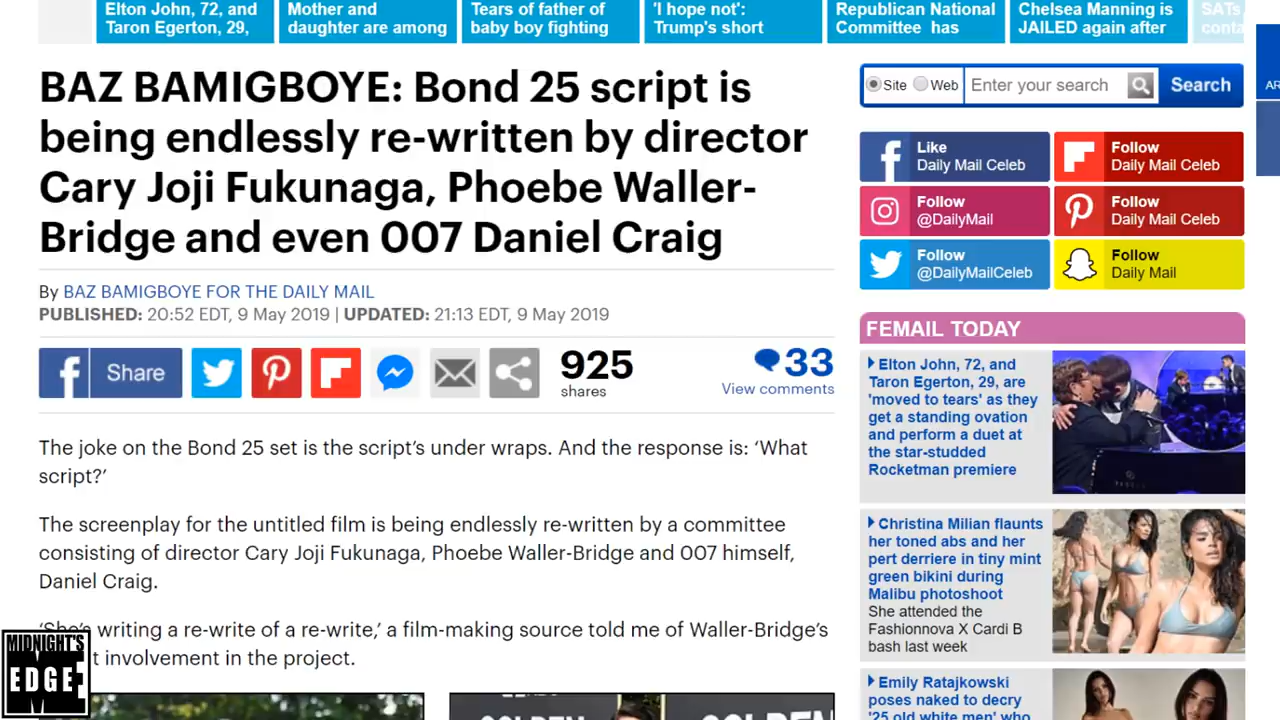 Elton John, 72, and
Taron Egerton, 29,
Mother and
daughter are among
Tears of father of
baby boy fighting
'I hope not':
Trump's short
Republican National
Committee has
Chelsea Manning is
JAILED again after
SATs
conta
BAZ BAMIGBOYE: Bond 25 script is
being endlessly re-written by director
Cary Joji Fukunaga, Phoebe Waller-
Bridge and even 007 Daniel Craig
By BAZ BAMIGBOYE FOR THE DAILY MAIL
PUBLISHED: 20:52 EDT, 9 May 2019 | UPDATED: 21:13 EDT, 9 May 2019
Share
925
shares
33
View comments
The joke on the Bond 25 set is the script's under wraps. And the response is: 'What
script?'
The screenplay for the untitled film is being endlessly re-written by a committee
consisting of director Cary Joji Fukunaga, Phoebe Waller-Bridge and 007 himself,
Daniel Craig.
'She's writing a re-write of a re-write,' a film-making source told me of Waller-Bridge's
t involvement in the project.
MIDNIGHT'S
EDGE
Site
Web
Enter your search
Search
AR
Like
Daily Mail Celeb
Follow
Daily Mail Celeb
Follow
@DailyMail
Follow
Daily Mail Celeb
Follow
@DailyMailCeleb
Follow
Daily Mail
FEMAIL TODAY
Elton John, 72, and
Taron Egerton, 29, are
'moved to tears' as they
get a standing ovation
and perform a duet at
the star-studded
Rocketman premiere
Christina Milian flaunts
her toned abs and her
pert derriere in tiny mint
green bikini during
Malibu photoshoot
She attended the
Fashionnova X Cardi B
bash last week
Emily Ratajkowski
poses naked to decry
'25 old white men' who